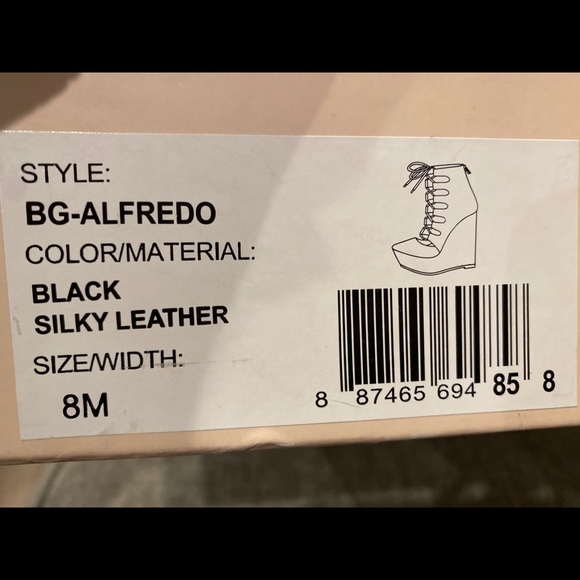 STYLE:
BG-ALFREDO
COLOR/MATERIAL:
BLACK
SILKY LEATHER
SIZE/WIDTH:
8M
8 87465 694 85 8